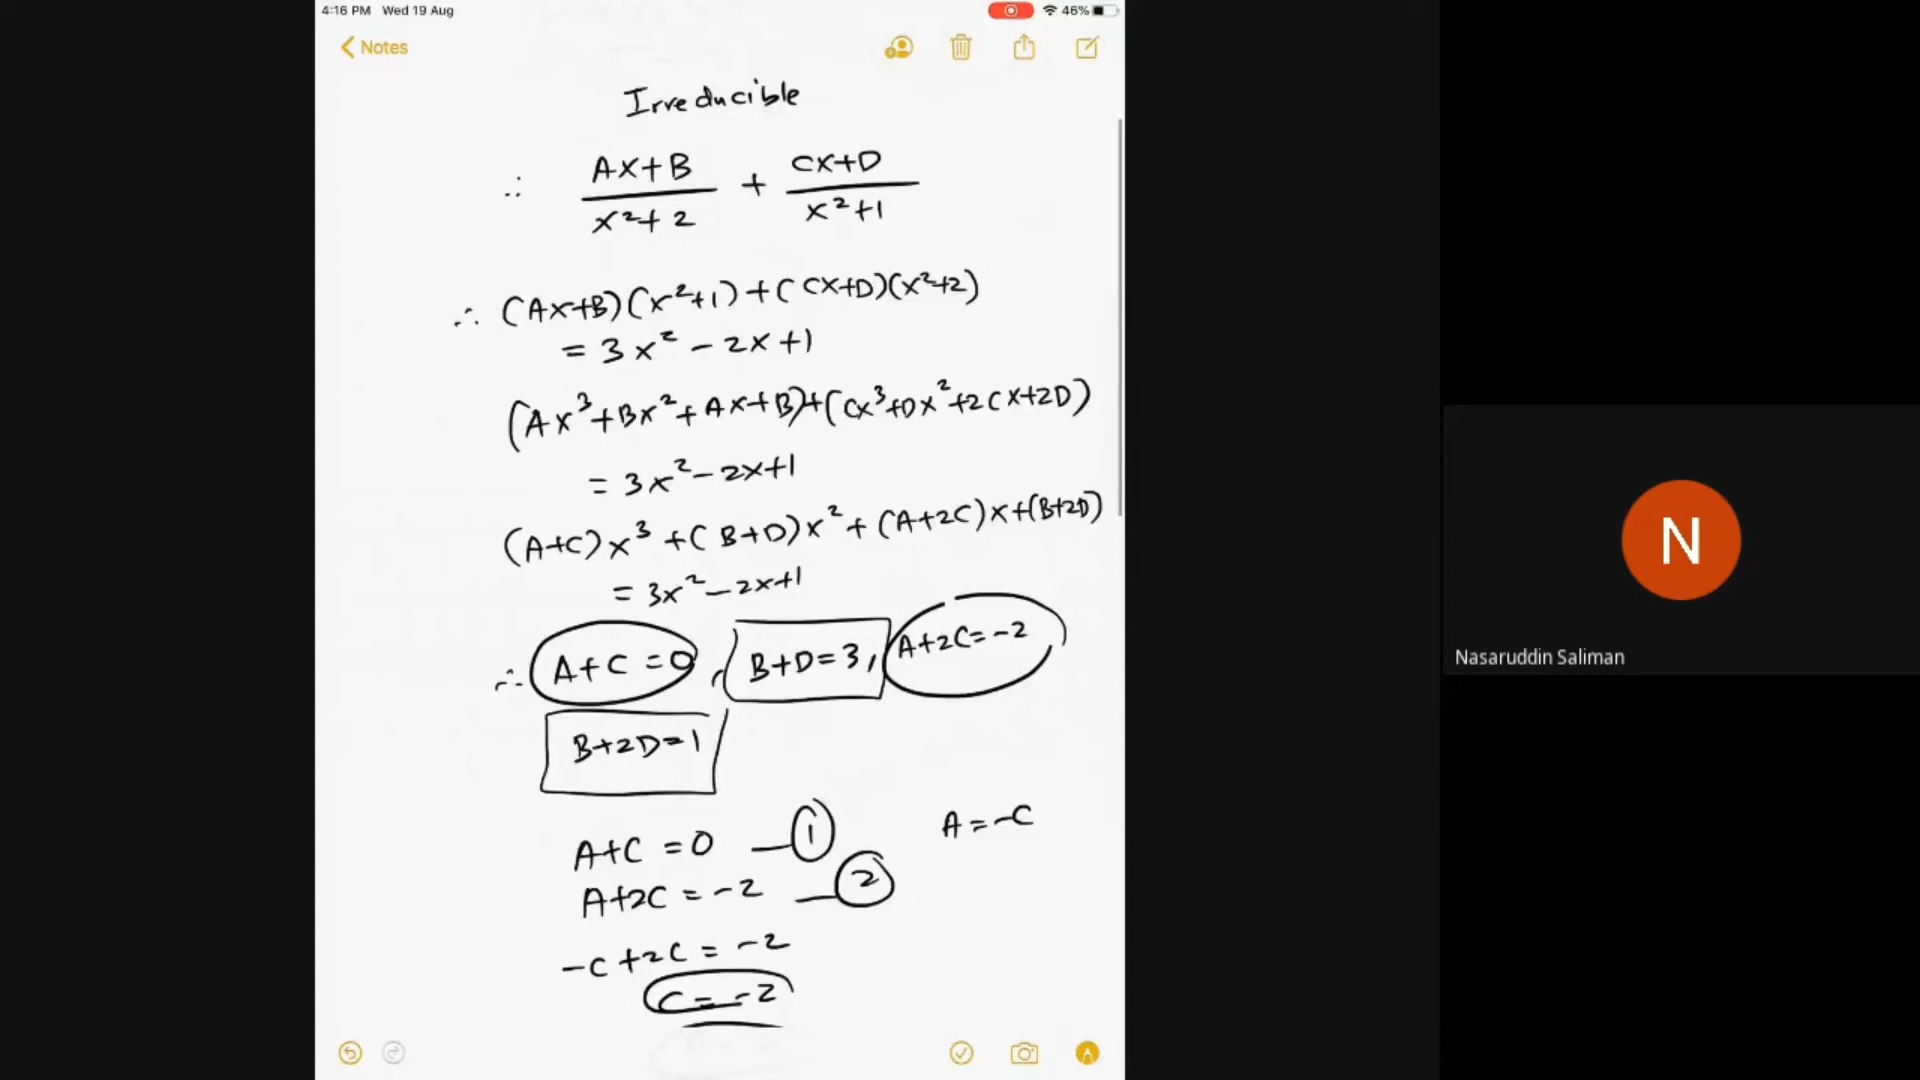 4:16 PM Wed 19 Aug 46%
Notes
Irreducible
∴ Ax+B/x²+2 + Cx+D/x²+1
∴ (Ax+B)(x²+1)+(Cx+D)(x²+2)
= 3x² - 2x +1
(Ax³+Bx²+Ax+B)+(Cx³+Dx²+2Cx+2D)
= 3x² - 2x+1
(A+C)x³ +(B+D)x² + (A+2C)x+(B+2D)
= 3x² - 2x+1
∴ A+C=0, B+D=3, A+2C=-2
B+2D=1
A+C =0 — 1 A=-C
A+2C = -2 — 2
-C+2C = -2
C=-2
N
Nasaruddin Saliman